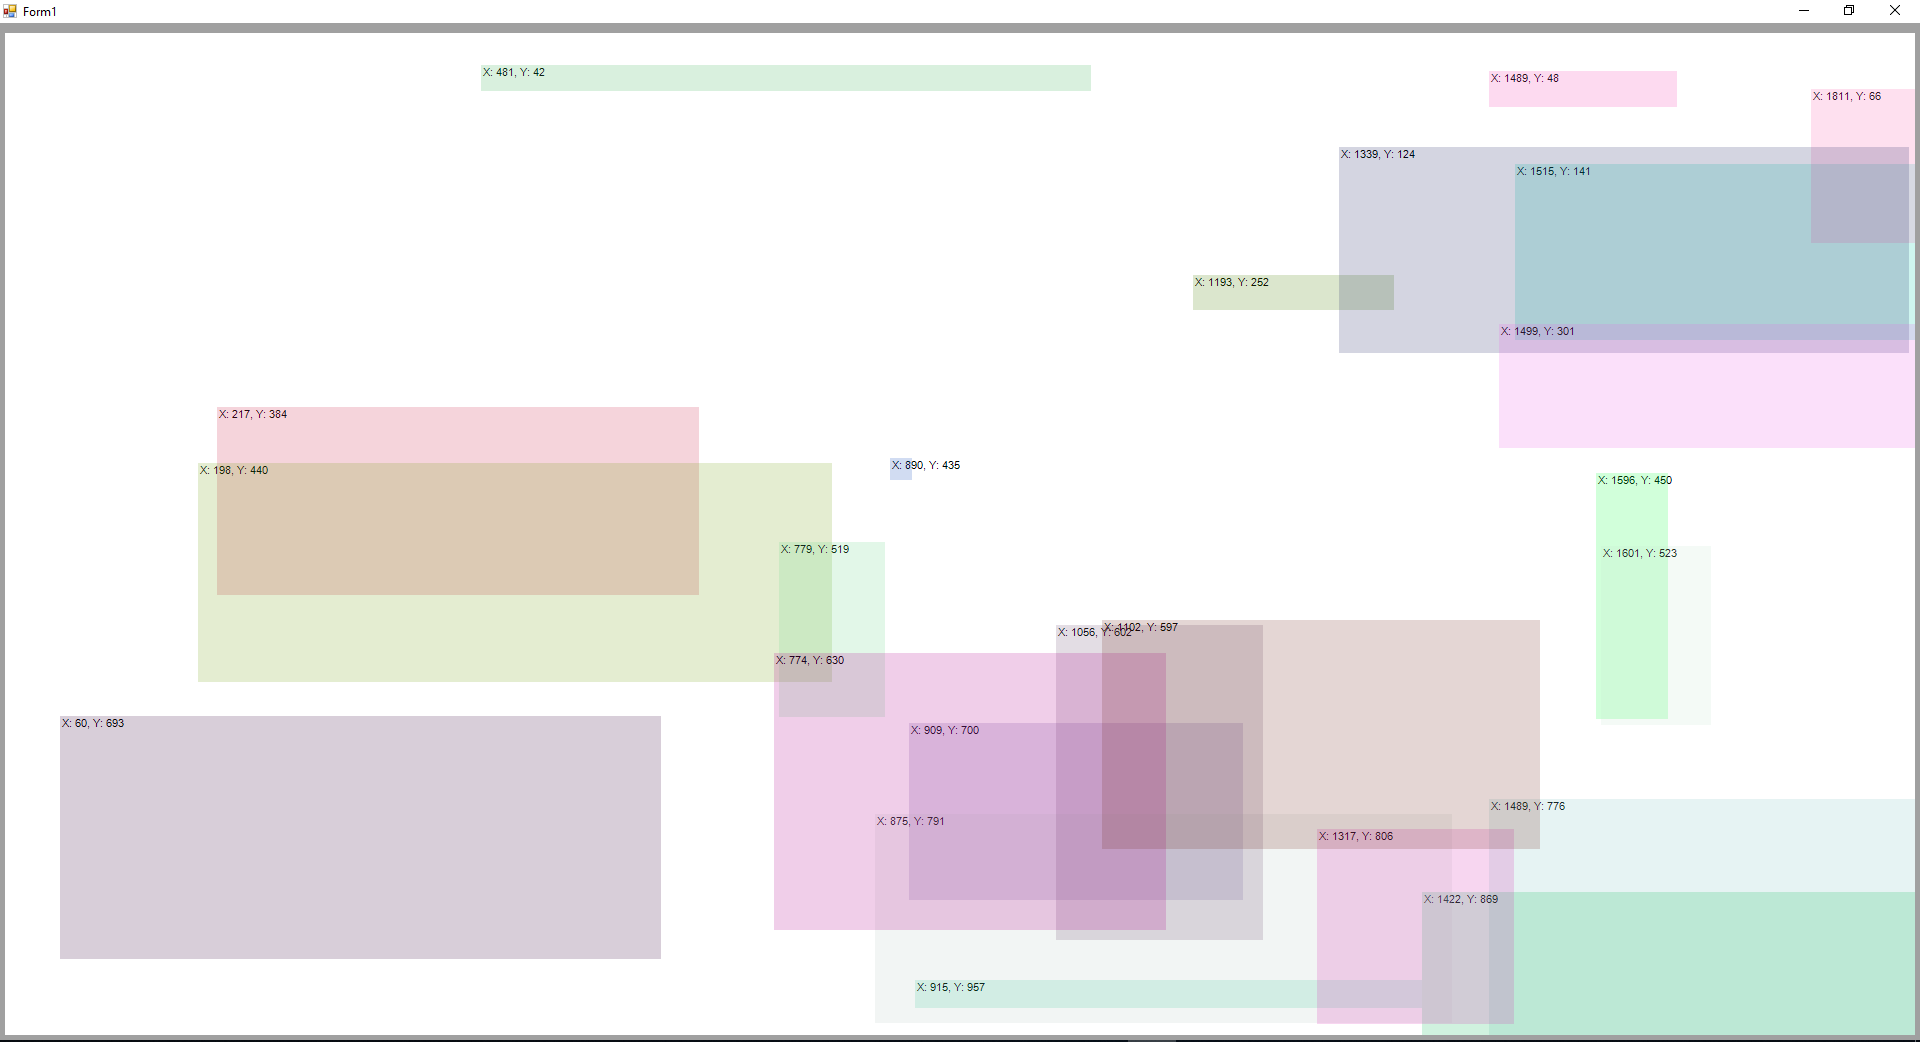 Form1
X: 481, Y: 42
X: 1489, Y: 48
X: 1811, Y: 66
X: 1339, Y: 124
X: 1515, Y: 141
X: 1193, Y: 252
X: 1499, Y: 301
X: 217, Y: 384
X: 198, Y: 440
X: 890, Y: 435
X: 1596, Y: 450
X: 779, Y: 519
X: 1601, Y: 523
X: 1102, Y: 597
X: 1056, Y: 602
X: 774, Y: 630
X: 60, Y: 693
X: 909, Y: 700
X: 1489, Y: 776
X: 875, Y: 791
X: 1317, Y: 806
X: 1422, Y: 869
X: 915, Y: 957